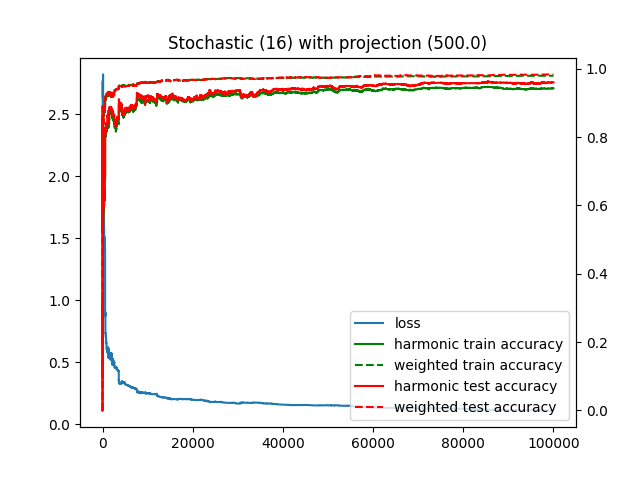 Stochastic (16) with projection (500.0)
2.5
2.0
1.5
1.0
0.5
0.0
1.0
0.8
0.6
0.4
0.2
0.0
loss
harmonic train accuracy
weighted train accuracy
harmonic test accuracy
weighted test accuracy
0 20000 40000 60000 80000 100000